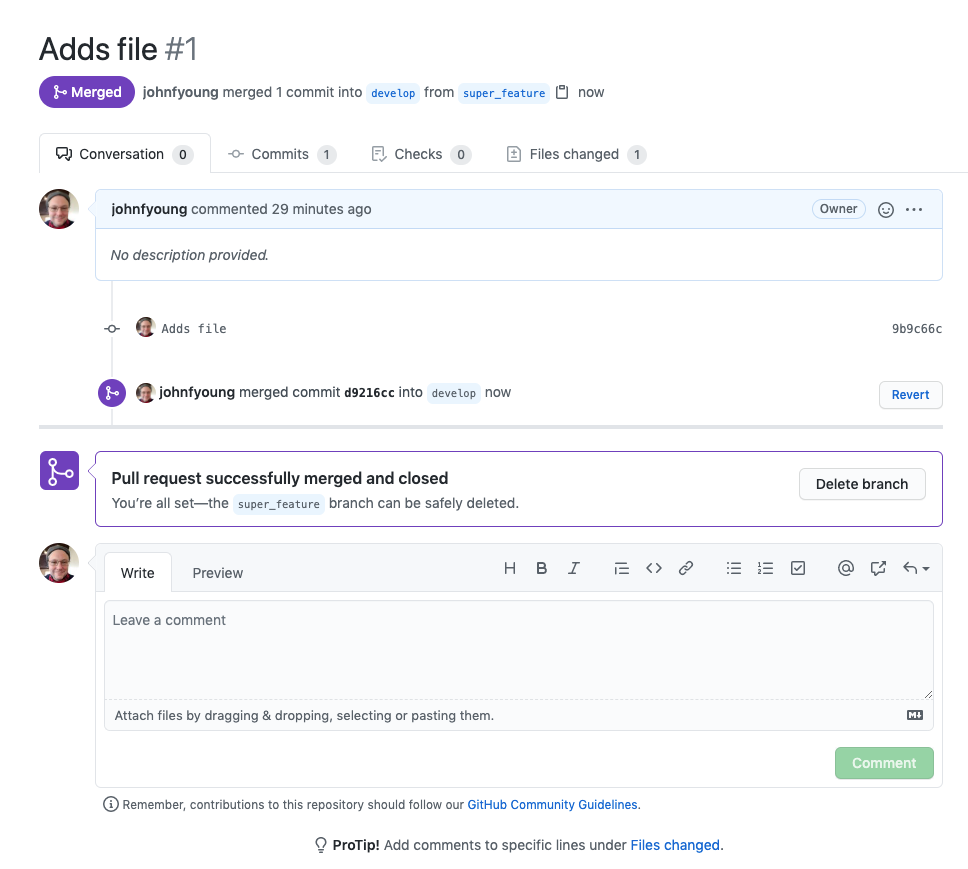 Adds file #1
Merged johnfyoung merged 1 commit into develop from super_feature now
Conversation 0 Commits 1 Checks 0 Files changed 1
johnfyoung commented 29 minutes ago Owner
No description provided.
Adds file 9b9c66c
johnfyoung merged commit d9216cc into develop now Revert
Pull request successfully merged and closed
You're all set—the super_feature branch can be safely deleted.
Delete branch
Write Preview H B I
Leave a comment
Attach files by dragging & dropping, selecting or pasting them.
Comment
Remember, contributions to this repository should follow our GitHub Community Guidelines.
ProTip! Add comments to specific lines under Files changed.